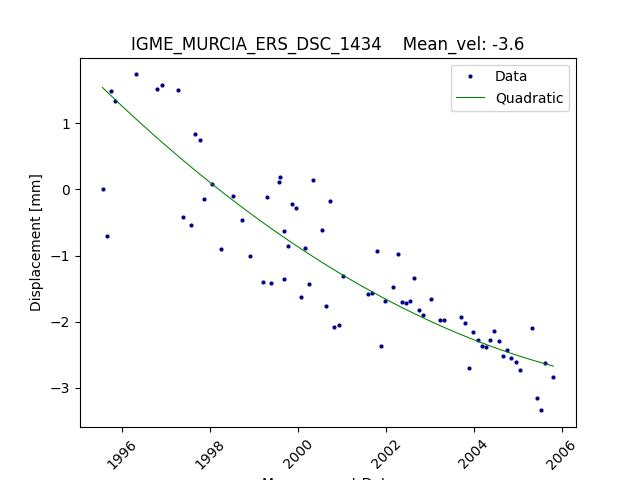 IGME_MURCIA_ERS_DSC_1434    Mean_vel: -3.6
Data
Quadratic
Displacement [mm]
1
0
−1
−2
−3
1996
1998
2000
2002
2004
2006